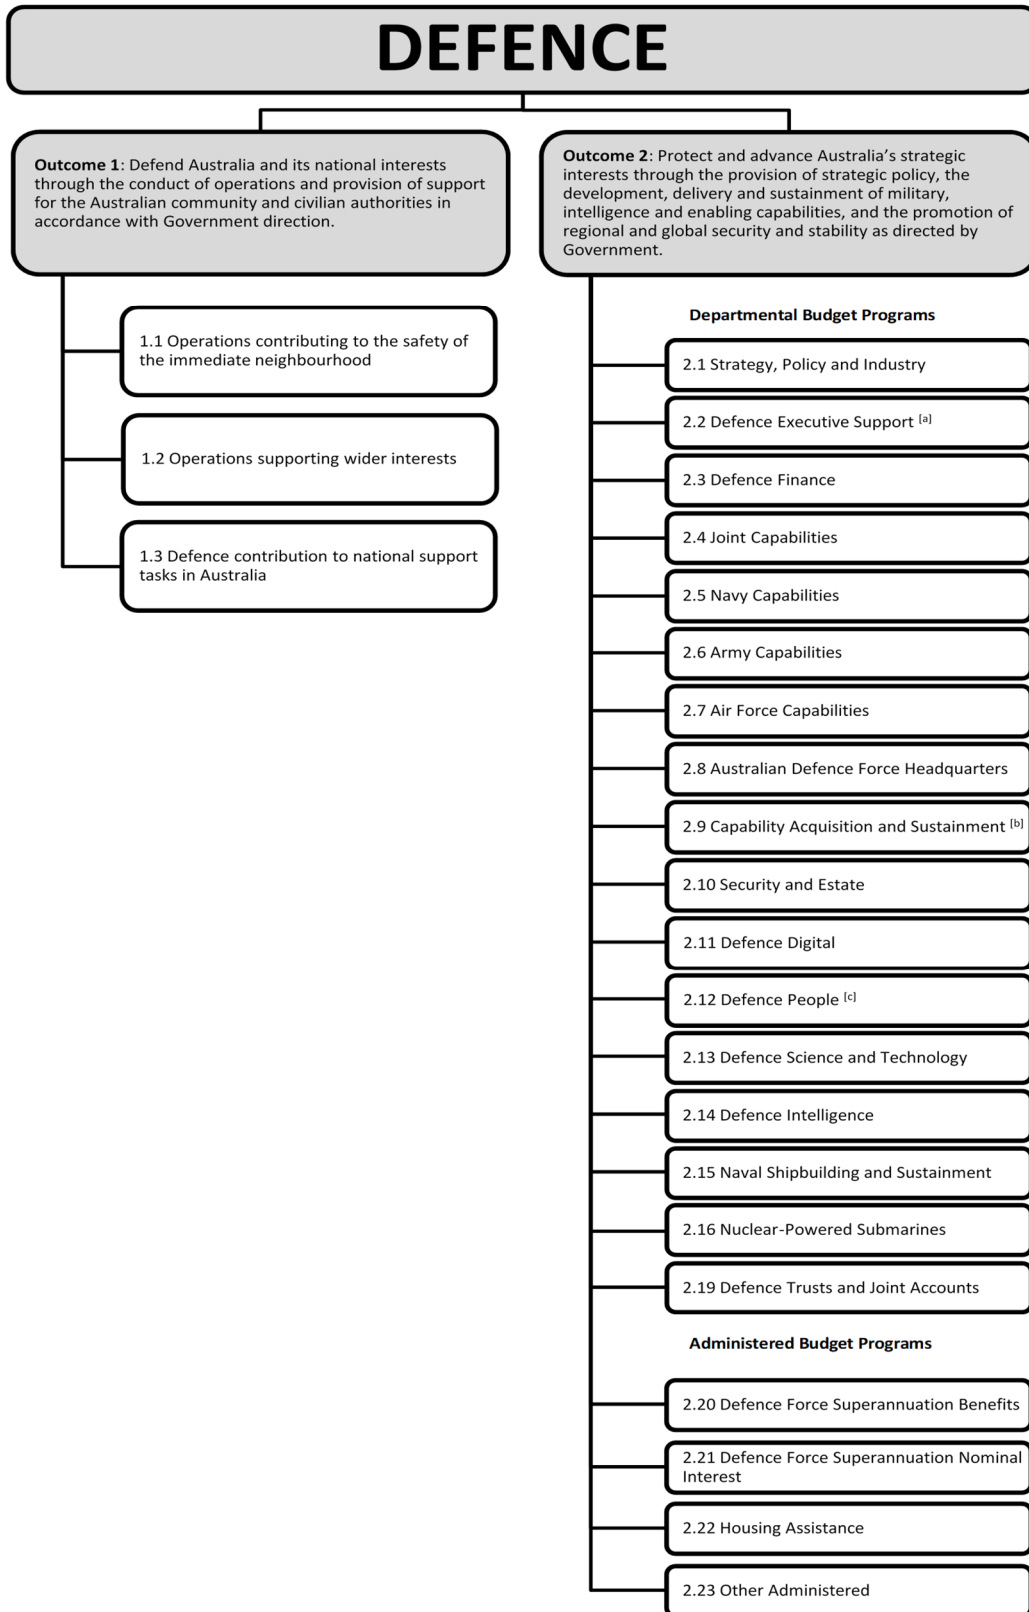 DEFENCE
Outcome 1: Defend Australia and its national interests
through the conduct of operations and provision of support
for the Australian community and civilian authorities in
accordance with Government direction.
1.1 Operations contributing to the safety of
the immediate neighbourhood
1.2 Operations supporting wider interests
1.3 Defence contribution to national support
tasks in Australia
Outcome 2: Protect and advance Australia’s strategic
interests through the provision of strategic policy, the
development, delivery and sustainment of military,
intelligence and enabling capabilities, and the promotion of
regional and global security and stability as directed by
Government.
Departmental Budget Programs
2.1 Strategy, Policy and Industry
2.2 Defence Executive Support [a]
2.3 Defence Finance
2.4 Joint Capabilities
2.5 Navy Capabilities
2.6 Army Capabilities
2.7 Air Force Capabilities
2.8 Australian Defence Force Headquarters
2.9 Capability Acquisition and Sustainment [b]
2.10 Security and Estate
2.11 Defence Digital
2.12 Defence People [c]
2.13 Defence Science and Technology
2.14 Defence Intelligence
2.15 Naval Shipbuilding and Sustainment
2.16 Nuclear-Powered Submarines
2.19 Defence Trusts and Joint Accounts
Administered Budget Programs
2.20 Defence Force Superannuation Benefits
2.21 Defence Force Superannuation Nominal
Interest
2.22 Housing Assistance
2.23 Other Administered